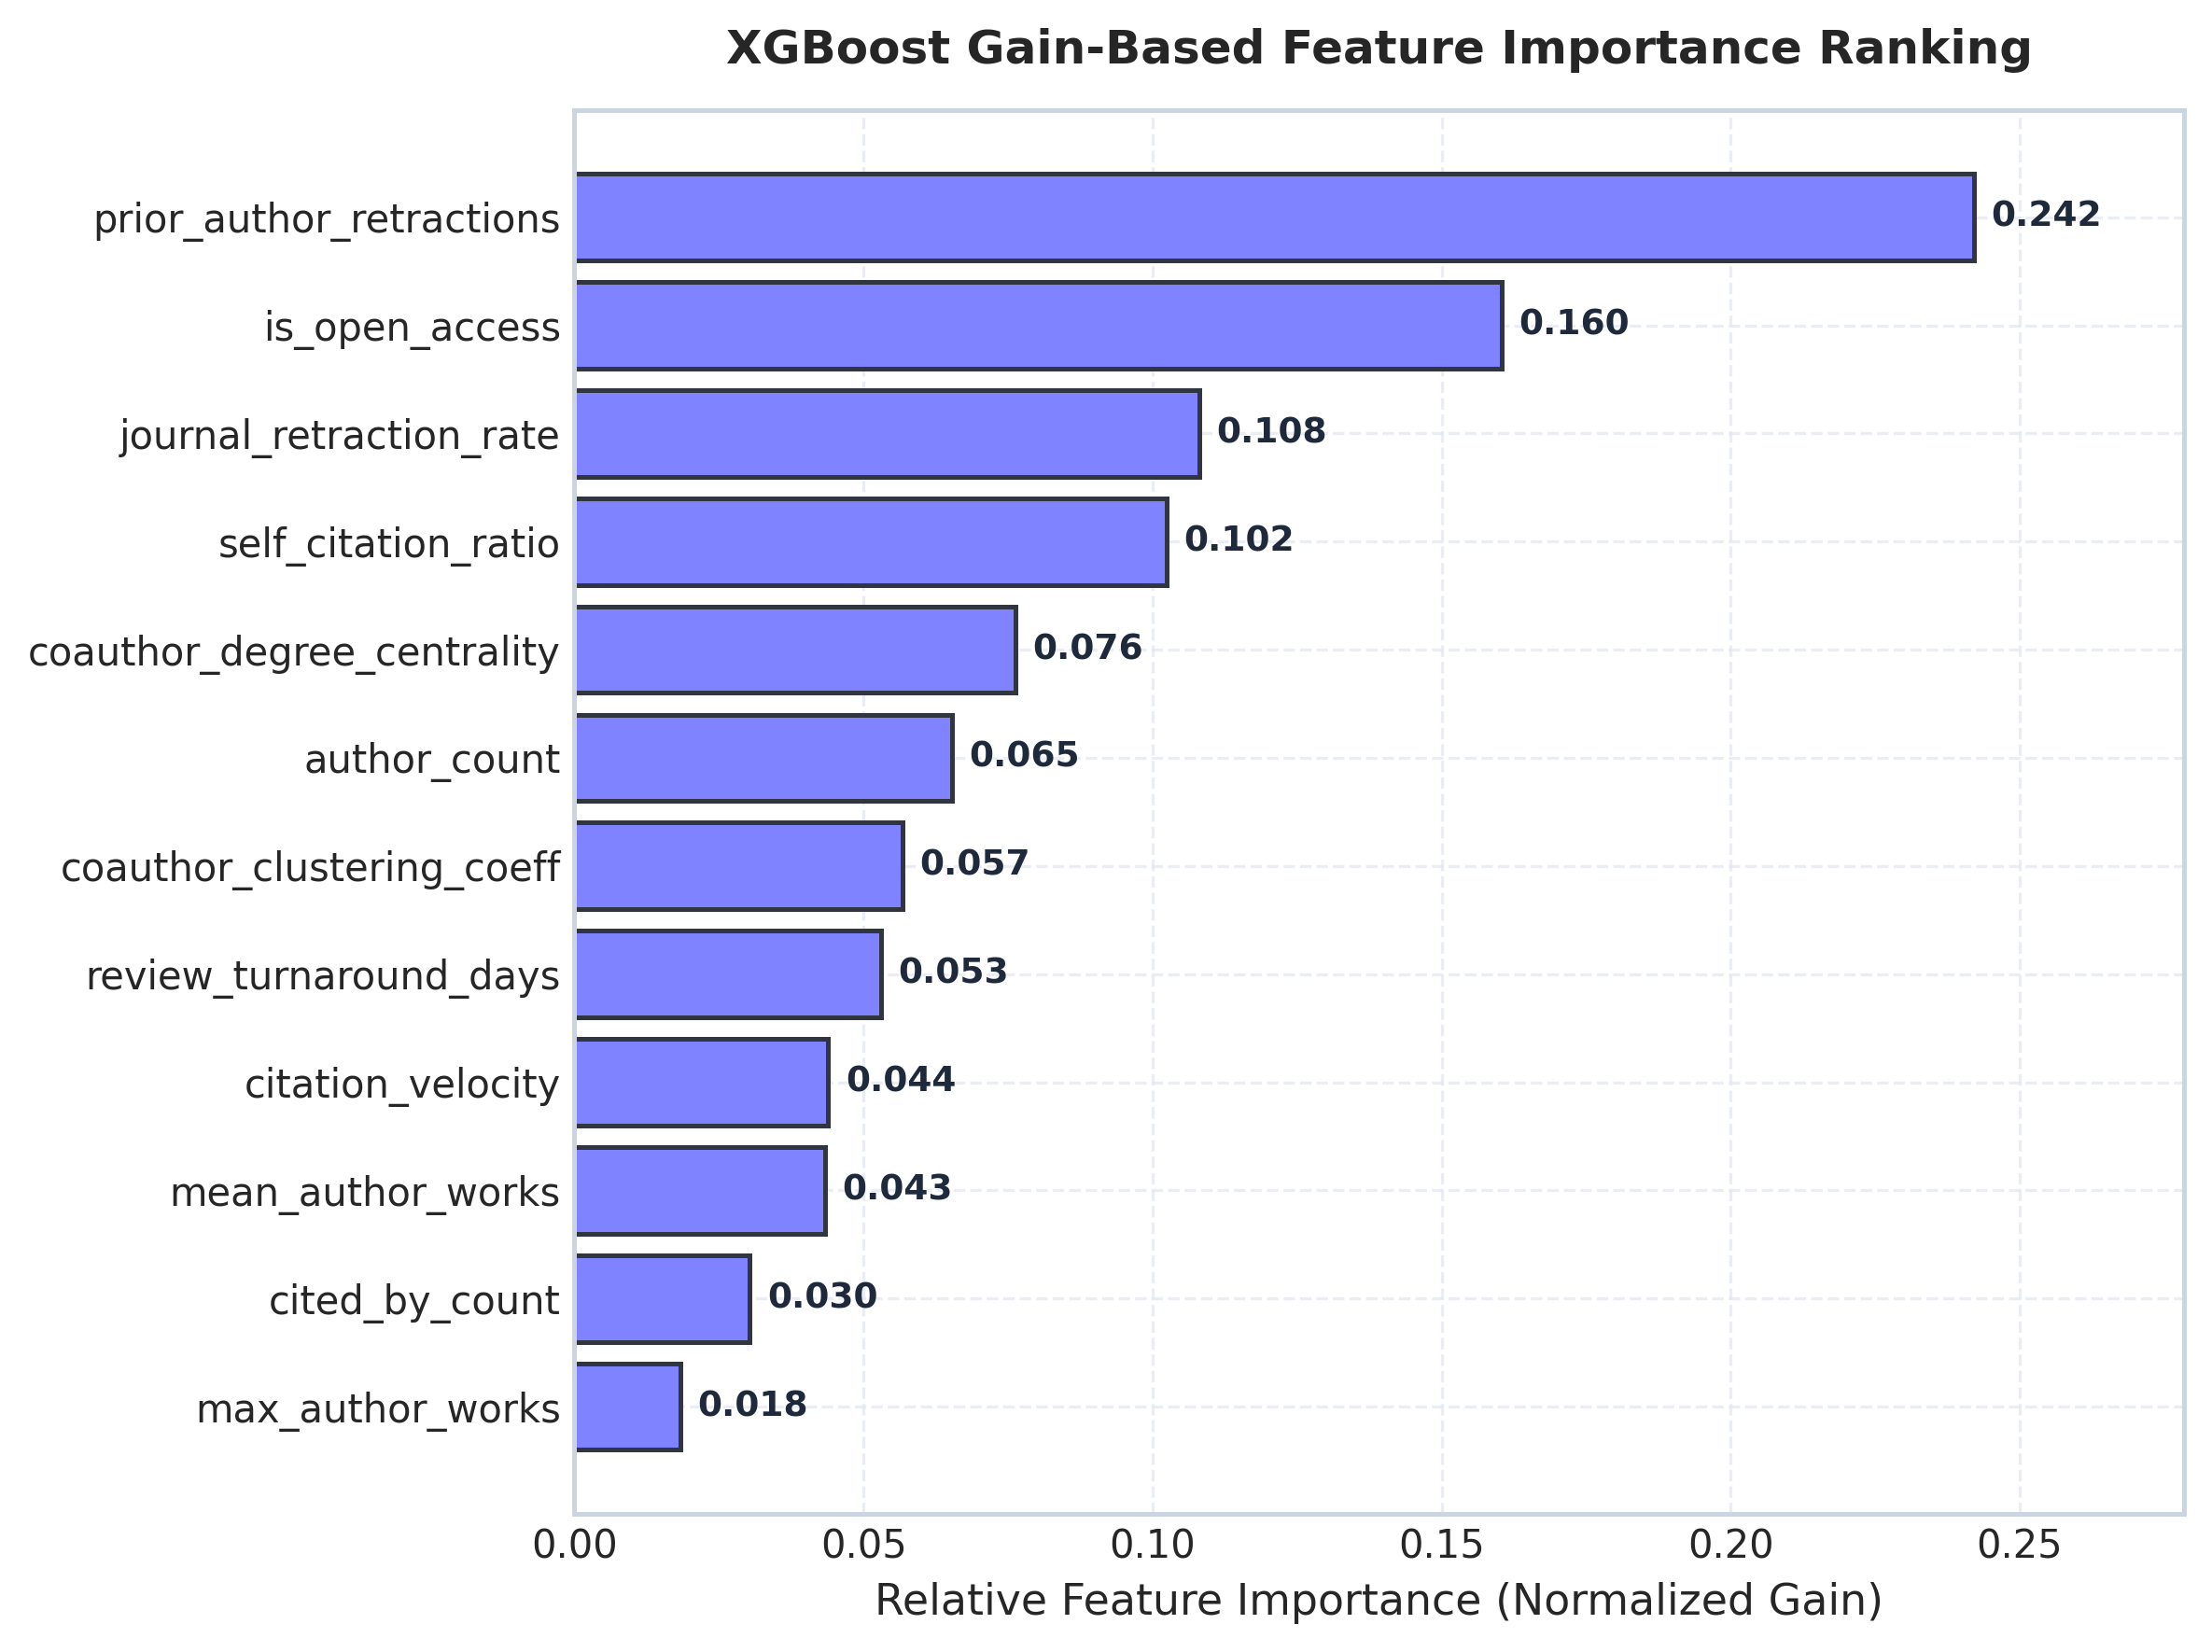 XGBoost Gain-Based Feature Importance Ranking
prior_author_retractions 0.242
is_open_access 0.160
journal_retraction_rate 0.108
self_citation_ratio 0.102
coauthor_degree_centrality 0.076
author_count 0.065
coauthor_clustering_coeff 0.057
review_turnaround_days 0.053
citation_velocity 0.044
mean_author_works 0.043
cited_by_count 0.030
max_author_works 0.018
0.00 0.05 0.10 0.15 0.20 0.25
Relative Feature Importance (Normalized Gain)